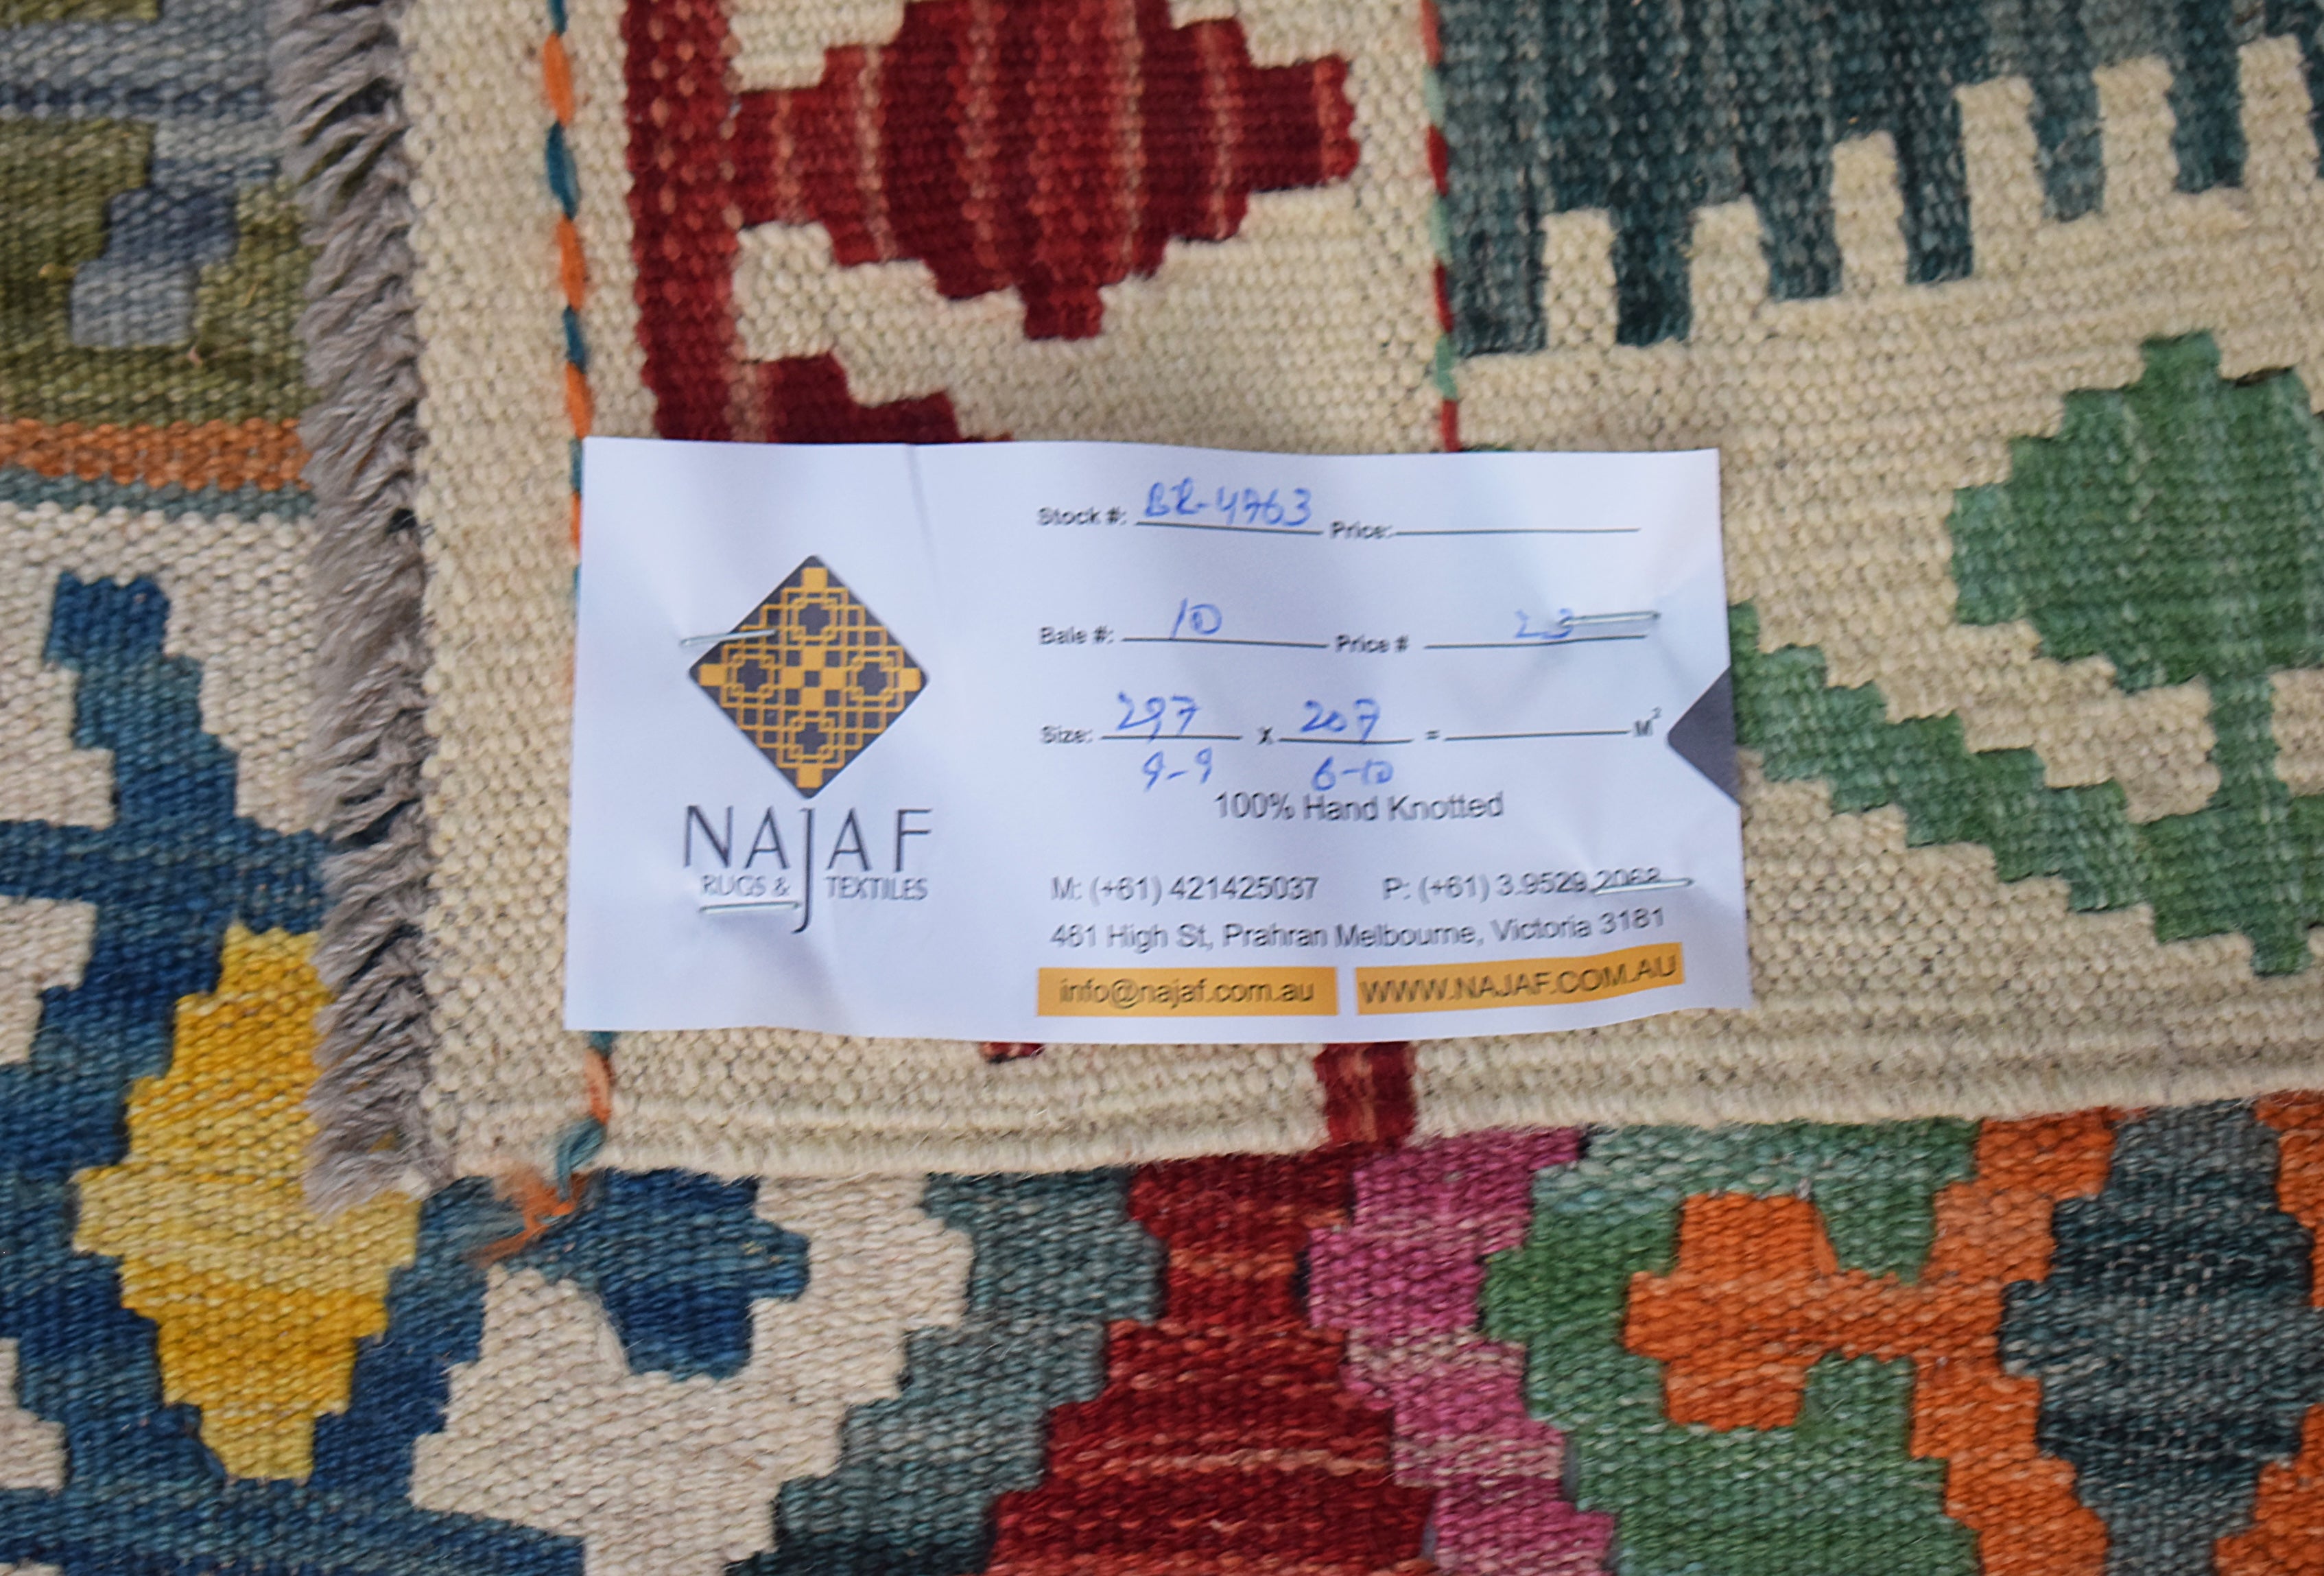 Stock #: BR-4763 Price:
Bale #: 10 Price # 23
Size: 297 X 207 = M²
9-9 6-10
100% Hand Knotted
NAJAF
RUGS & TEXTILES
M: (+61) 421425037 P: (+61) 3.9529 2068
461 High St, Prahran Melbourne, Victoria 3181
info@najaf.com.au WWW.NAJAF.COM.AU